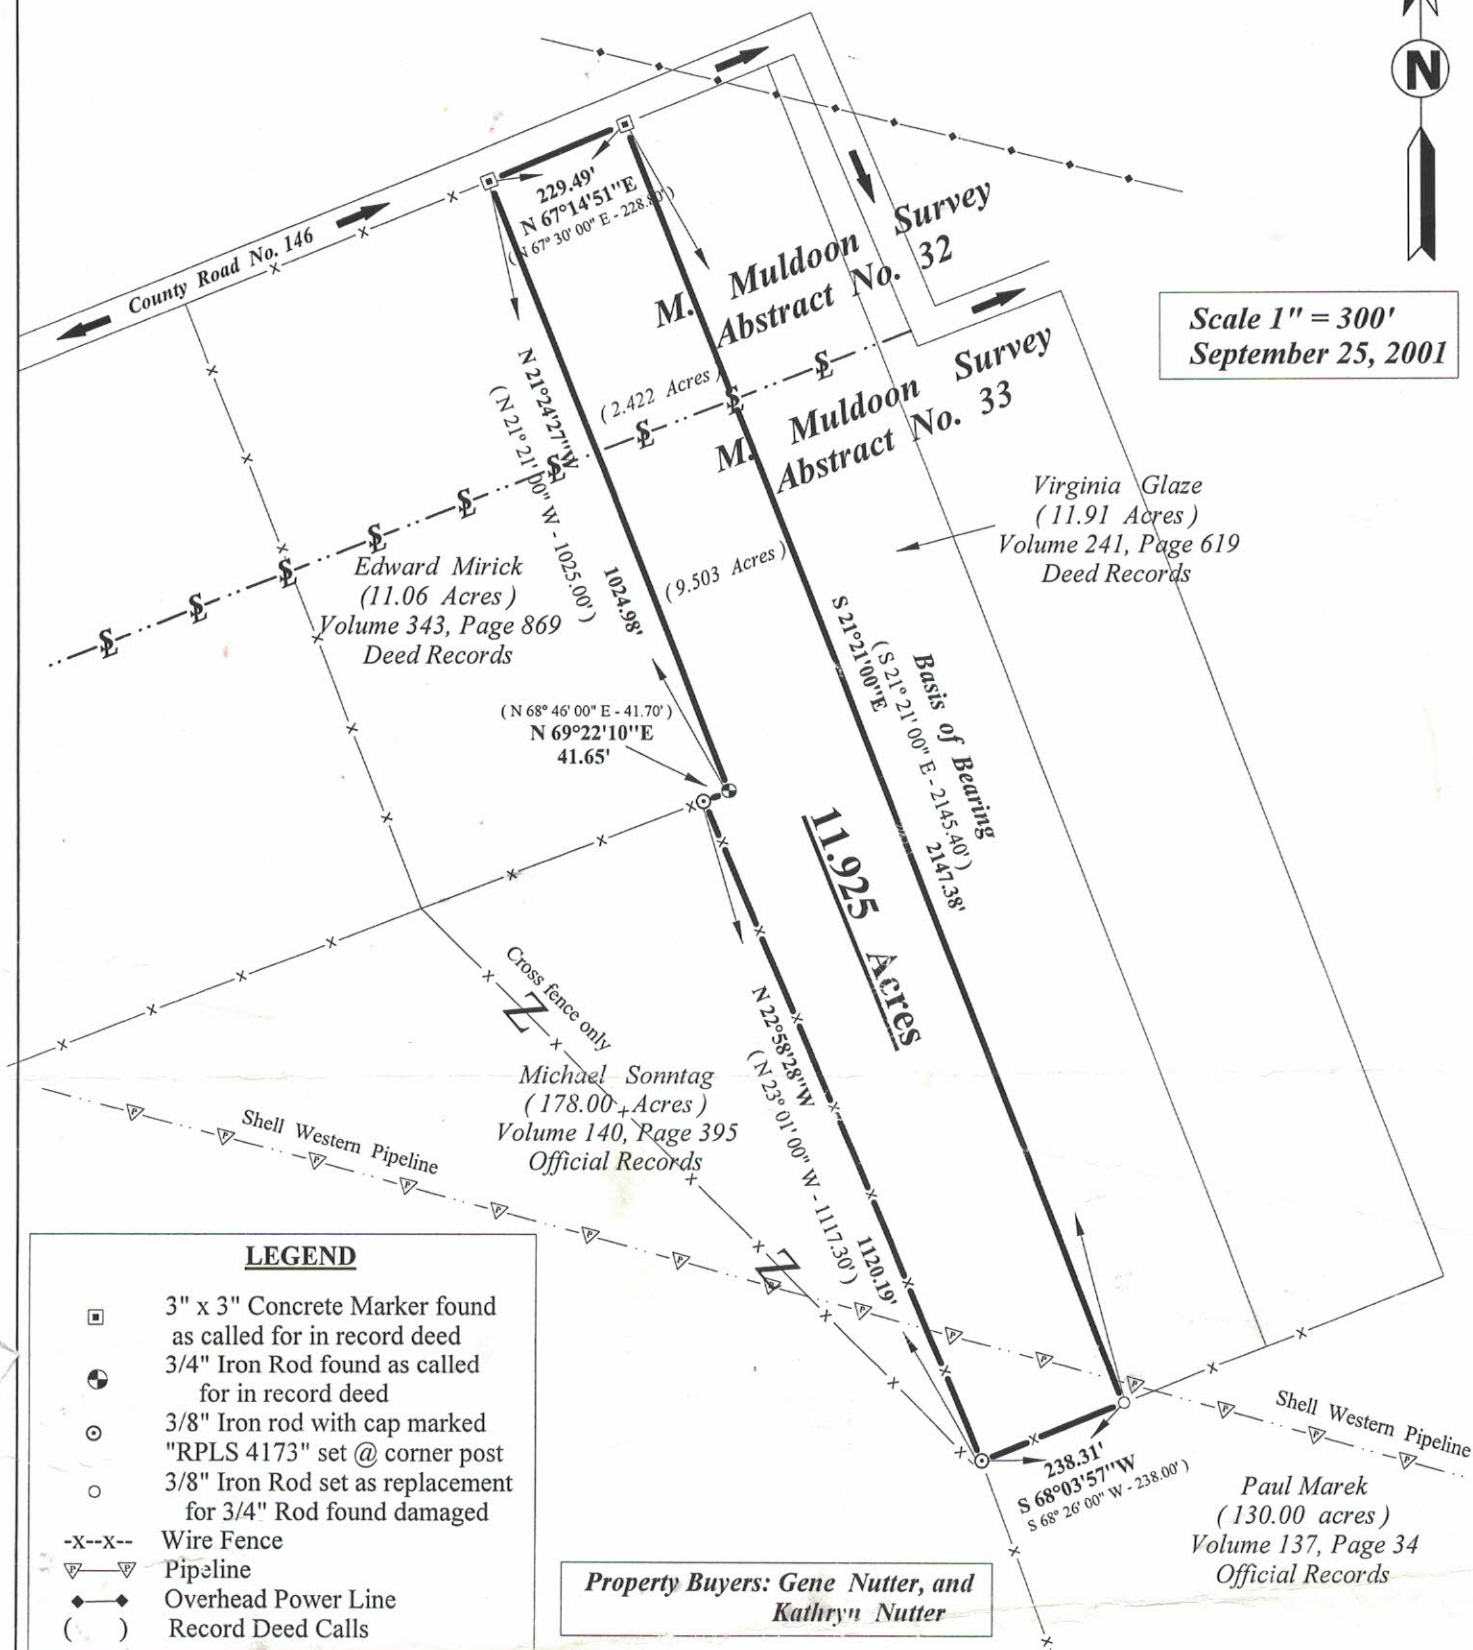 N
County Road No. 146
229.49'
N 67°14'51"E
(N 67° 30' 00" E - 228.80')
M. Muldoon Survey
Abstract No. 32
Scale 1" = 300'
September 25, 2001
(2.422 Acres)
M. Muldoon Survey
Abstract No. 33
N 21°24'27"W
(N 21° 21' 00" W - 1025.00')
1024.98'
Virginia Glaze
(11.91 Acres)
Volume 241, Page 619
Deed Records
Edward Mirick
(11.06 Acres)
Volume 343, Page 869
Deed Records
(9.503 Acres)
S 21°21'00"E
(S 21° 21' 00" E - 2145.40')
Basis of Bearing
2147.38'
(N 68° 46' 00" E - 41.70')
N 69°22'10"E
41.65'
11.925 Acres
Cross fence only
N 22°58'28"W
(N 23° 01' 00" W - 1117.30')
1120.19'
Michael Sonntag
(178.00 Acres)
Volume 140, Page 395
Official Records
Shell Western Pipeline
LEGEND
3" x 3" Concrete Marker found
as called for in record deed
3/4" Iron Rod found as called
for in record deed
3/8" Iron rod with cap marked
"RPLS 4173" set @ corner post
3/8" Iron Rod set as replacement
for 3/4" Rod found damaged
-x--x-- Wire Fence
Pipeline
Overhead Power Line
( ) Record Deed Calls
238.31'
S 68°03'57"W
S 68° 26' 00" W - 238.00')
Shell Western Pipeline
Paul Marek
(130.00 acres)
Volume 137, Page 34
Official Records
Property Buyers: Gene Nutter, and
Kathryn Nutter